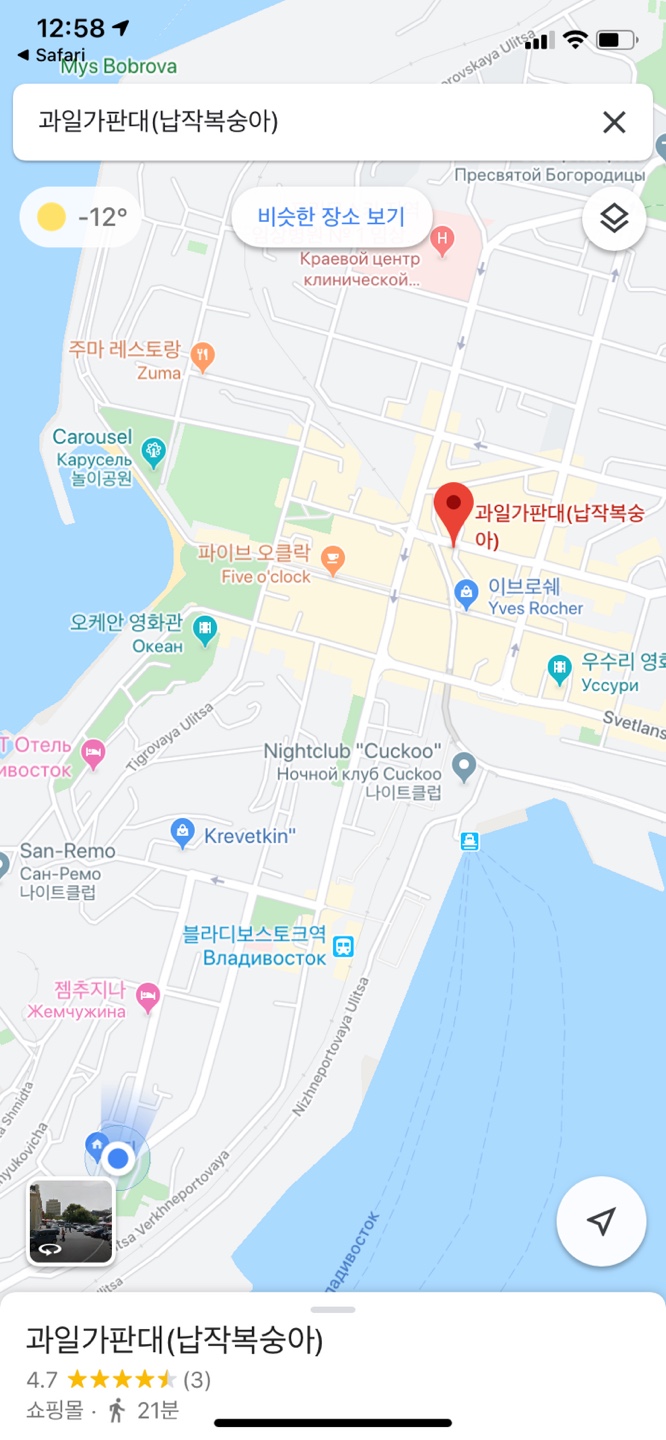 12:58
Safari
Mys Bobrova
과일가판대(납작복숭아)
Пресвятой Богородицы
-12°
비슷한 장소 보기
H
Краевой центр
клинической...
주마 레스토랑
Zuma
Carousel
Карусель
놀이공원
과일가판대(납작복숭
아)
파이브 오클락
Five o'clock
이브로쉐
Yves Rocher
오케안 영화관
Океан
우수리 영화
Уссури
Svetlans
Т Отель
ивосток
Tigrovaya Ulitsa
Nightclub "Cuckoo"
Ночной клуб Cuckoo
나이트클럽
Krevetkin"
San-Remo
Сан-Ремо
나이트클럽
블라디보스토크역
Владивосток
젬추지나
Жемчужина
Nizhneportovaya Ulitsa
a Shmidta
nyukovicha
tsa Verkhneportovaya
litsa
ладивосток
과일가판대(납작복숭아)
4.7 (3)
쇼핑몰 · 21분